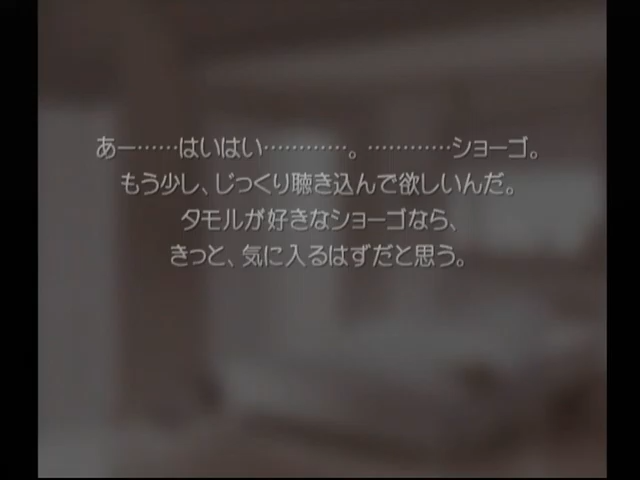 あー……はいはい…………。…………ショーゴ。
もう少し、じっくり聴き込んで欲しいんだ。
タモルが好きなショーゴなら、
きっと、気に入るはずだと思う。